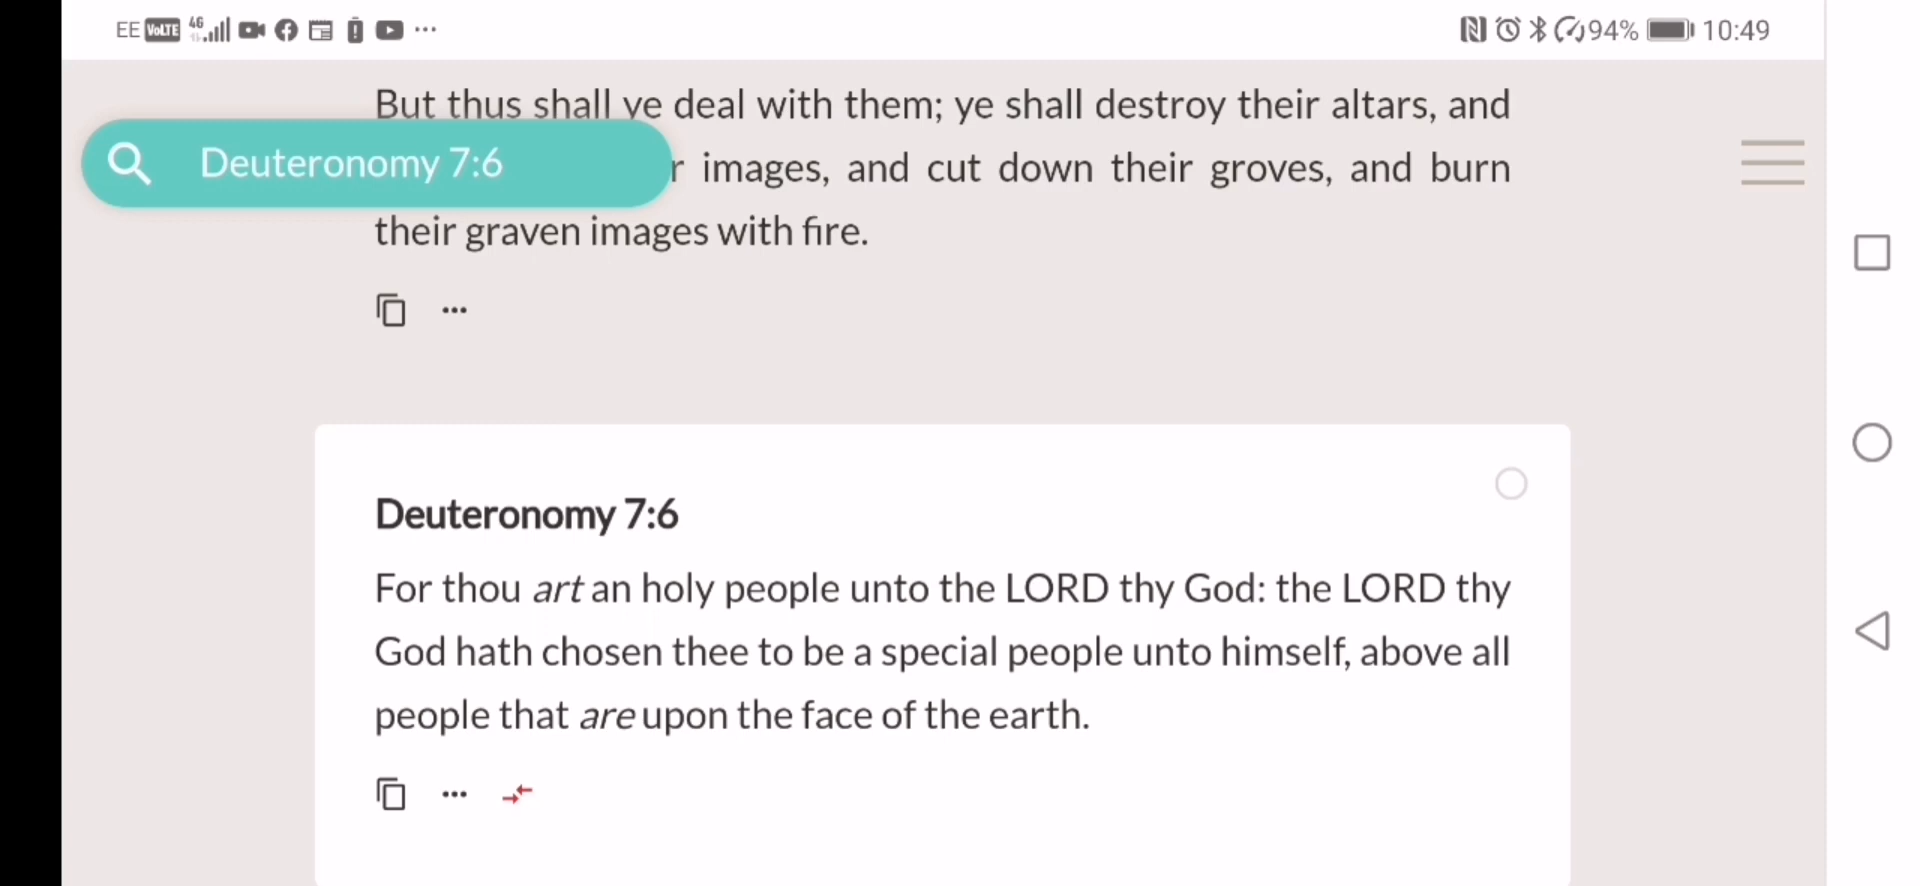 EE VoLTE 4G 94% 10:49
But thus shall ye deal with them; ye shall destroy their altars, and
Deuteronomy 7:6
images, and cut down their groves, and burn
their graven images with fire.
Deuteronomy 7:6
For thou art an holy people unto the LORD thy God: the LORD thy
God hath chosen thee to be a special people unto himself, above all
people that are upon the face of the earth.